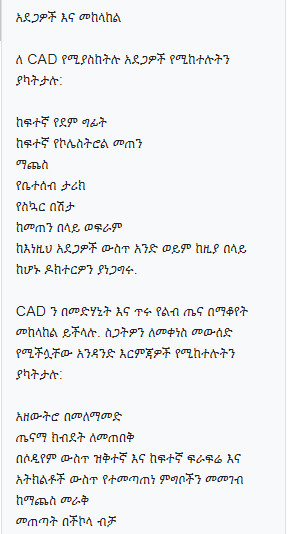 አደጋዎች እና መከላከል
ለ CAD የሚያስከትሉ አደጋዎች የሚከተሉትን
ያካትታሉ:
ከፍተኛ የደም ግፊት
ከፍተኛ የኮሌስትሮል መጠን
ማጨስ
የቤተሰብ ታሪክ
የስኳር በሽታ
ከመጠን በላይ ወፍራም
ከእነዚህ አደጋዎች ውስጥ አንድ ወይም ከዚያ በላይ
ከሆኑ ዶክተርዎን ያነጋግሩ.
CAD ን በመድሃኒት እና ጥሩ የልብ ጤና በማቆየት
መከላከል ይችላሉ. ስጋትዎን ለመቀነስ መውሰድ
የሚችሏቸው አንዳንድ እርምጃዎች የሚከተሉትን
ያካትታሉ:
አዘውትሮ በመለማመድ
ጤናማ ክብደት ለመጠበቅ
በሶዲየም ውስጥ ዝቅተኛ እና ከፍተኛ ፍራፍሬ እና
አትክልቶች ውስጥ የተመጣጠነ ምግቦችን መመገብ
ከማጨስ መራቅ
መጠጣት በችኮላ ብቻ